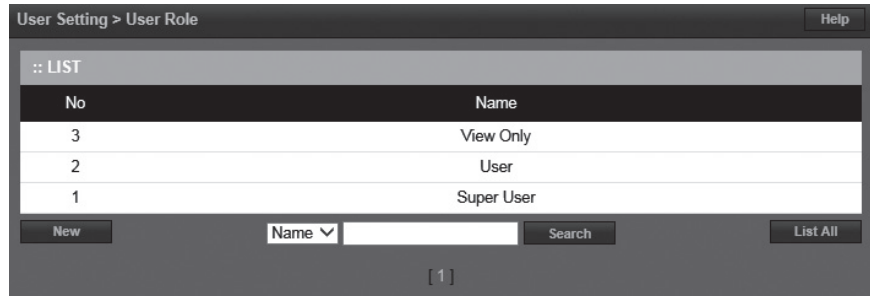 User Setting > User Role Help
:: LIST
No Name
3 View Only
2 User
1 Super User
New Name Search List All
[ 1 ]